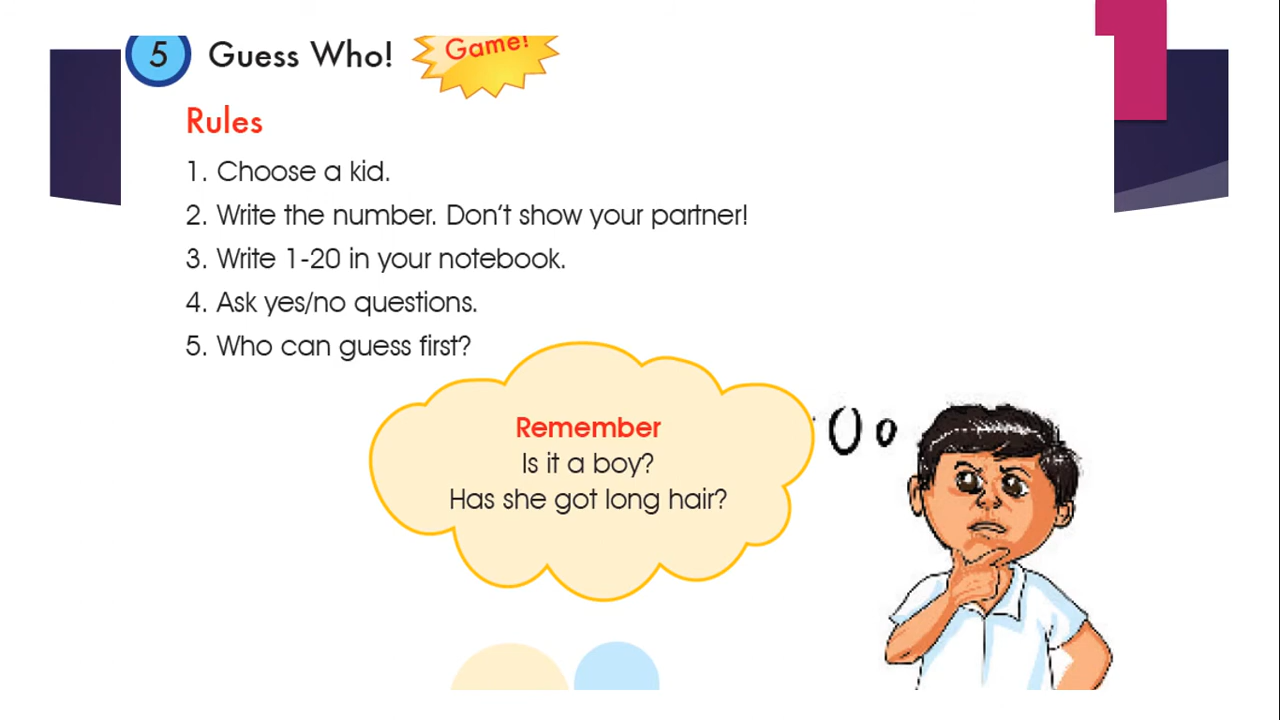 5 Guess Who! Game!
Rules
1. Choose a kid.
2. Write the number. Don't show your partner!
3. Write 1-20 in your notebook.
4. Ask yes/no questions.
5. Who can guess first?
Remember
Is it a boy?
Has she got long hair?